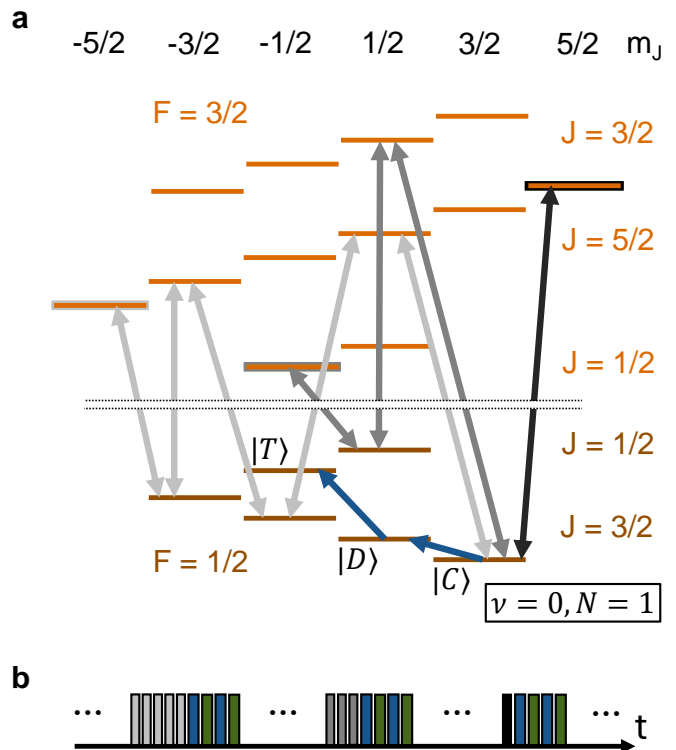 a
-5/2 -3/2 -1/2 1/2 3/2 5/2 m_J
F = 3/2 J = 3/2
J = 5/2
J = 1/2
|T⟩ J = 1/2
F = 1/2 |D⟩ |C⟩ J = 3/2
ν = 0, N = 1
b
... ... ... ... t